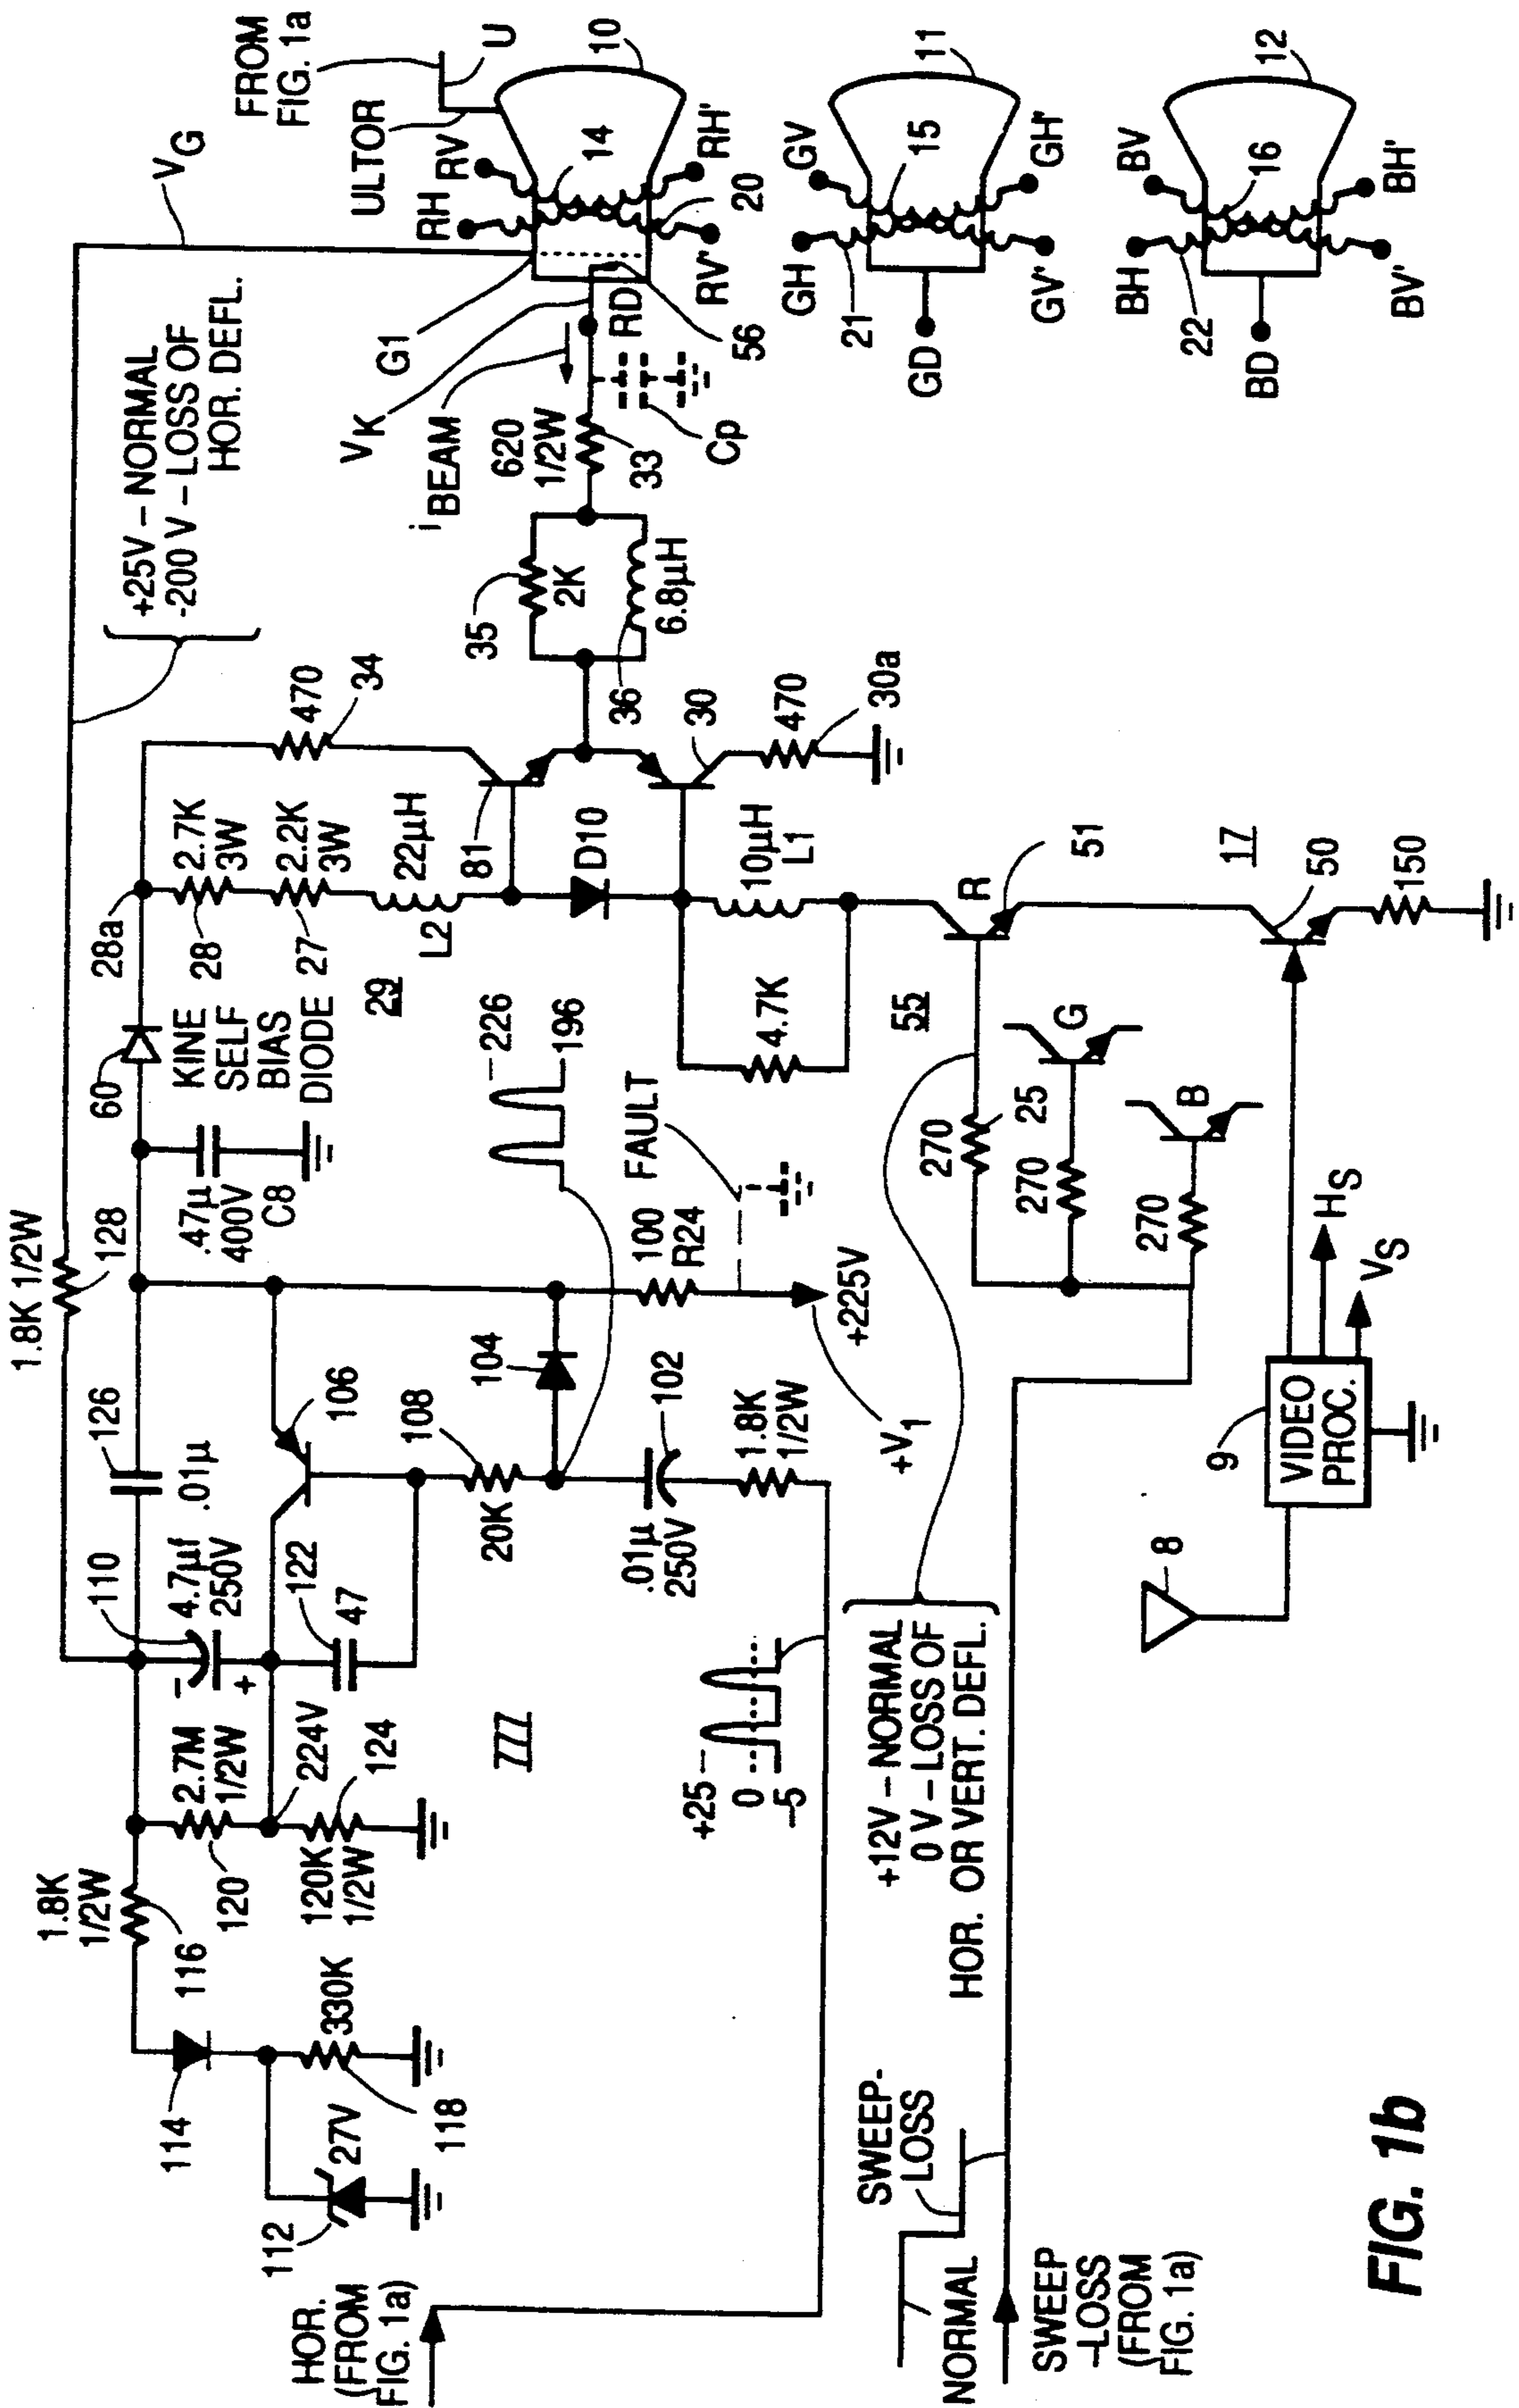 FROM
FIG. 1a
U
ULTOR
10
VG
RH
RV
14
RH'
20
RV'
G1
RD
56
VK
iBEAM
620
1/2W
33
Cp
+25V – NORMAL
-200 V – LOSS OF
HOR. DEFL.
35
2K
36
6.8µH
GH
GV
15
11
21
GV'
GH'
GD
BH
BV
16
12
22
BV'
BH'
BD
1.8K 1/2W
128
470
34
28a
2.7K
3W
28
2.2K
3W
27
22µH
L2
29
81
D10
30
470
30a
10µH
L1
4.7K
60
KINE
SELF
BIAS
DIODE
.47µ
400V
C8
226
196
FAULT
100
R24
+225V
+V1
55
R
51
17
50
150
270
25
270
G
270
B
126
.01µ
110
4.7µf
250V
–
+
106
122
47
108
20K
104
102
.01µ
250V
1.8K
1/2W
777
1.8K
1/2W
116
2.7M
1/2W
120
224V
120K
1/2W
124
114
330K
118
27V
112
HOR.
(FROM
FIG. 1a)
+25
0
-5
+12V – NORMAL
0 V – LOSS OF
HOR. OR VERT. DEFL.
8
9
VIDEO
PROC.
HS
VS
SWEEP-
LOSS
NORMAL
SWEEP
-LOSS
(FROM
FIG. 1a)
FIG. 1b